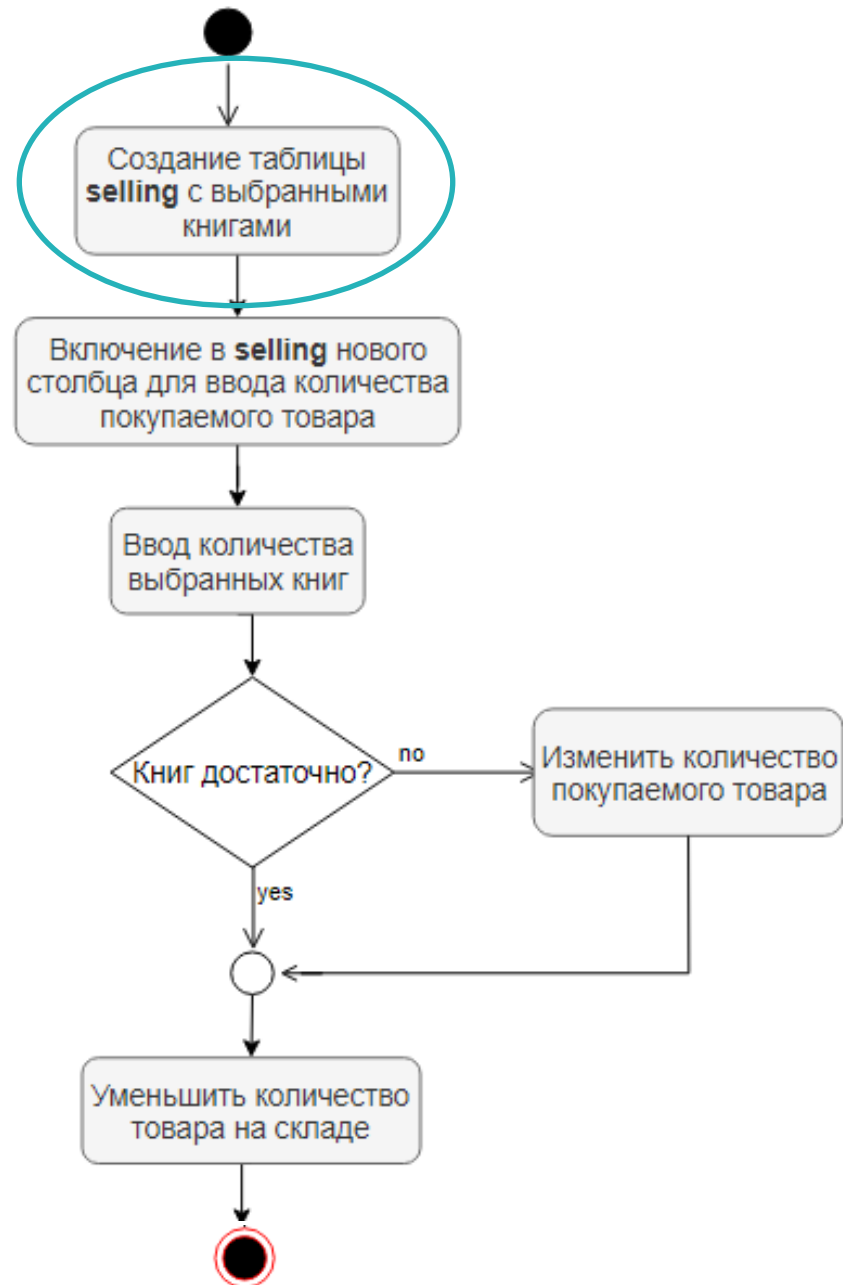 Создание таблицы
selling с выбранными
книгами
Включение в selling нового
столбца для ввода количества
покупаемого товара
Ввод количества
выбранных книг
Книг достаточно?
no
Изменить количество
покупаемого товара
yes
Уменьшить количество
товара на складе